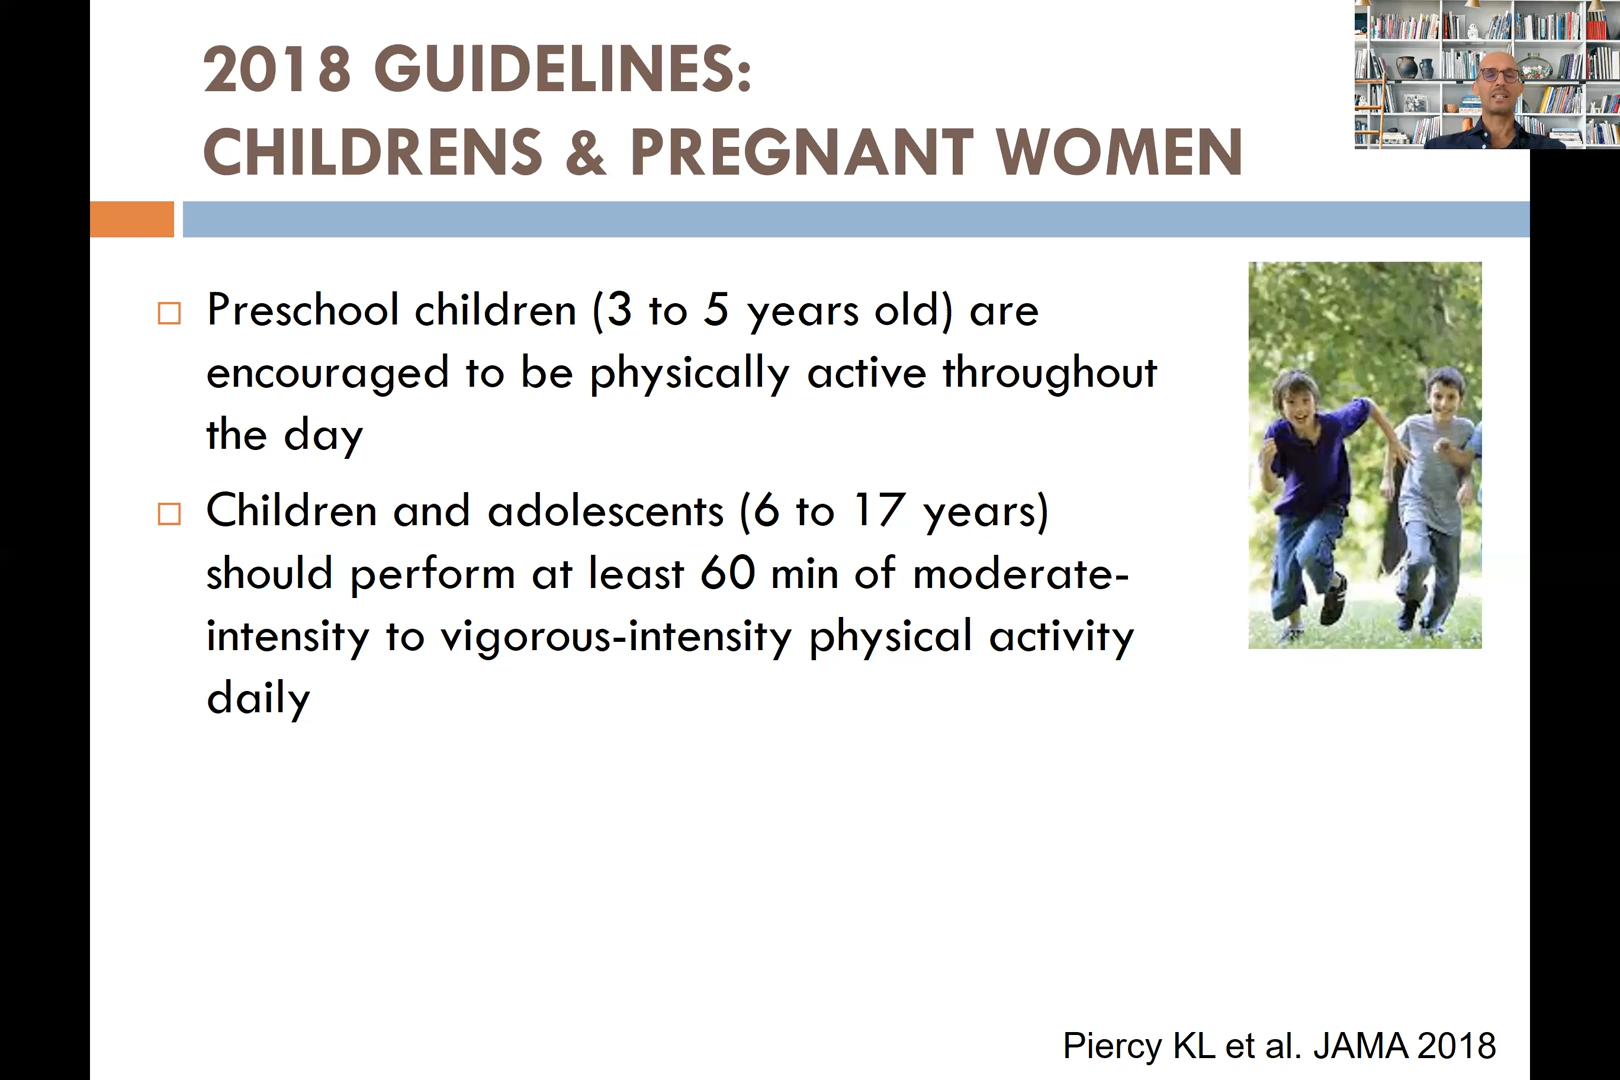 2018 GUIDELINES:
CHILDRENS & PREGNANT WOMEN
Preschool children (3 to 5 years old) are
encouraged to be physically active throughout
the day
Children and adolescents (6 to 17 years)
should perform at least 60 min of moderate-
intensity to vigorous-intensity physical activity
daily
Piercy KL et al. JAMA 2018